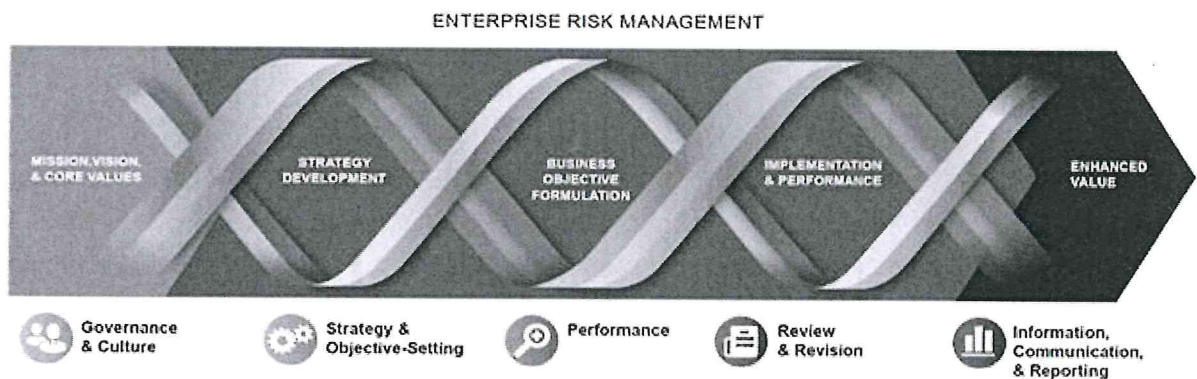 ENTERPRISE RISK MANAGEMENT
MISSION, VISION,
& CORE VALUES
STRATEGY
DEVELOPMENT
BUSINESS
OBJECTIVE
FORMULATION
IMPLEMENTATION
& PERFORMANCE
ENHANCED
VALUE
Governance
& Culture
Strategy &
Objective-Setting
Performance
Review
& Revision
Information,
Communication,
& Reporting